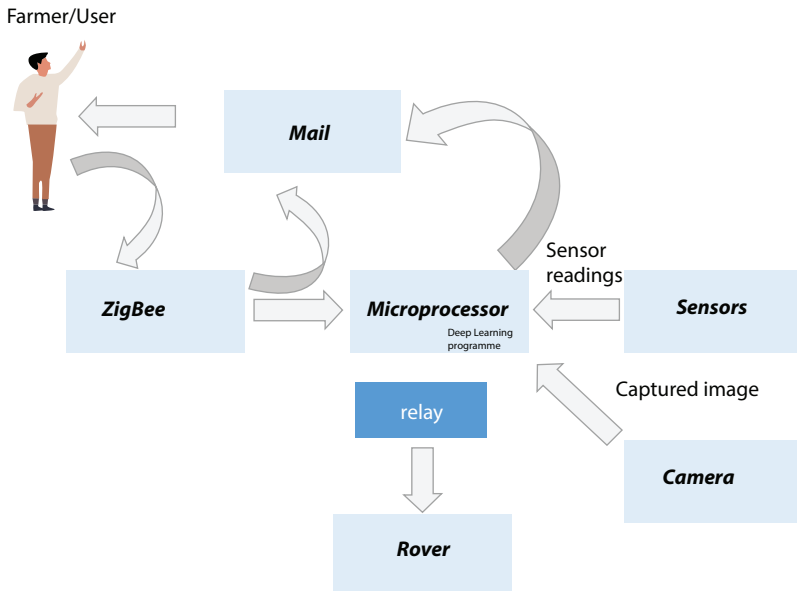 Farmer/User
Mail
Sensor
readings
ZigBee
Microprocessor
Deep Learning
programme
Sensors
Captured image
relay
Camera
Rover